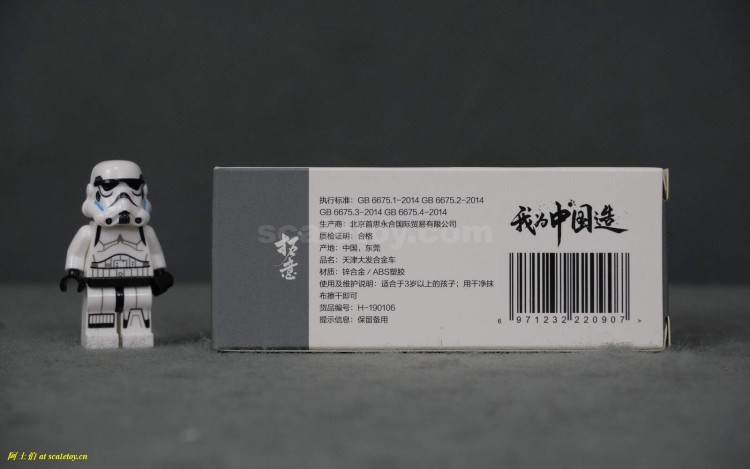 拓意
执行标准：GB 6675.1-2014 GB 6675.2-2014
GB 6675.3-2014 GB 6675.4-2014
生产商：北京首思永合国际贸易有限公司
质检证明：合格
产地：中国，东莞
品名：天津大发合金车
材质：锌合金／ABS塑胶
使用及维护说明：适合于3岁以上的孩子；用干净抹
布擦干即可
货品编号：H-190106
提示信息：保留备用
我为中国造
6 971232 220907 >
scaletoy.com
阿土伯 at scaletoy.cn